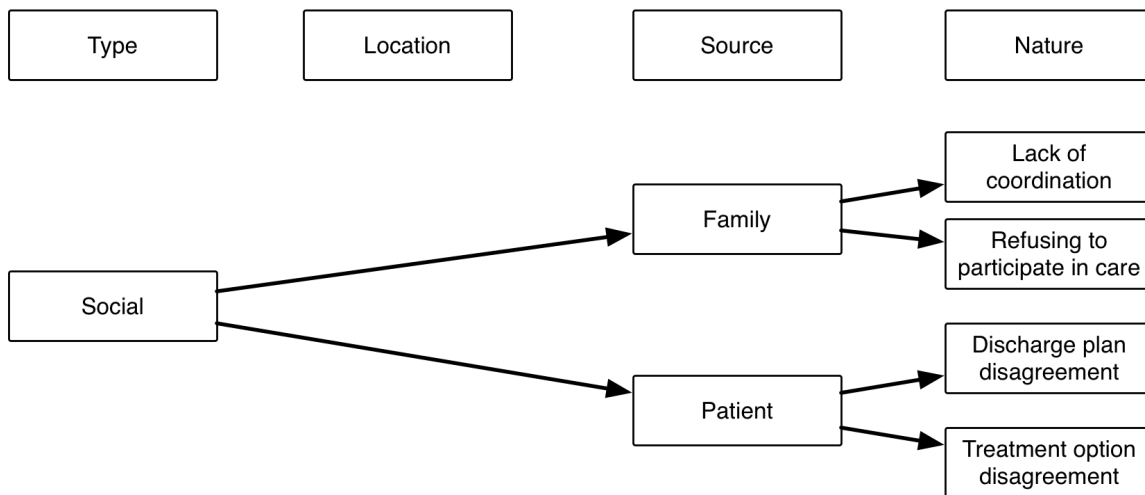 Type
Location
Source
Nature
Social
Family
Patient
Lack of
coordination
Refusing to
participate in care
Discharge plan
disagreement
Treatment option
disagreement